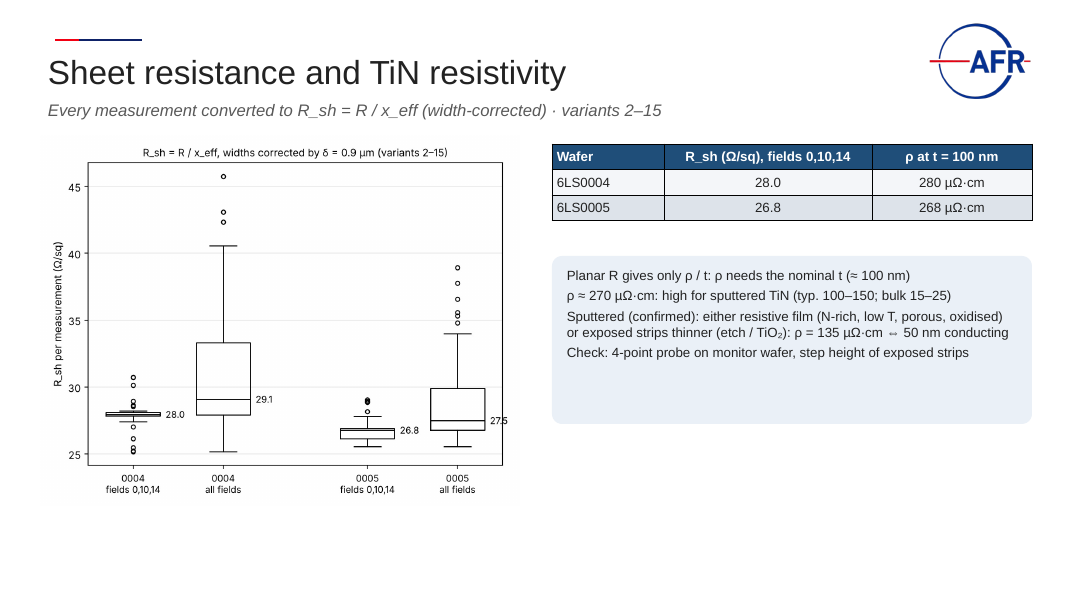 AFR
Sheet resistance and TiN resistivity
Every measurement converted to R_sh = R / x_eff (width-corrected) · variants 2–15
R_sh = R / x_eff, widths corrected by δ = 0.9 μm (variants 2–15)
R_sh per measurement (Ω/sq)
45
40
35
30
25
28.0
29.1
26.8
27.5
0004 0004 0005 0005
fields 0,10,14 all fields fields 0,10,14 all fields
Wafer R_sh (Ω/sq), fields 0,10,14 ρ at t = 100 nm
6LS0004 28.0 280 μΩ·cm
6LS0005 26.8 268 μΩ·cm
Planar R gives only ρ / t: ρ needs the nominal t (≈ 100 nm)
ρ ≈ 270 μΩ·cm: high for sputtered TiN (typ. 100–150; bulk 15–25)
Sputtered (confirmed): either resistive film (N-rich, low T, porous, oxidised)
or exposed strips thinner (etch / TiO₂): ρ = 135 μΩ·cm ⇔ 50 nm conducting
Check: 4-point probe on monitor wafer, step height of exposed strips